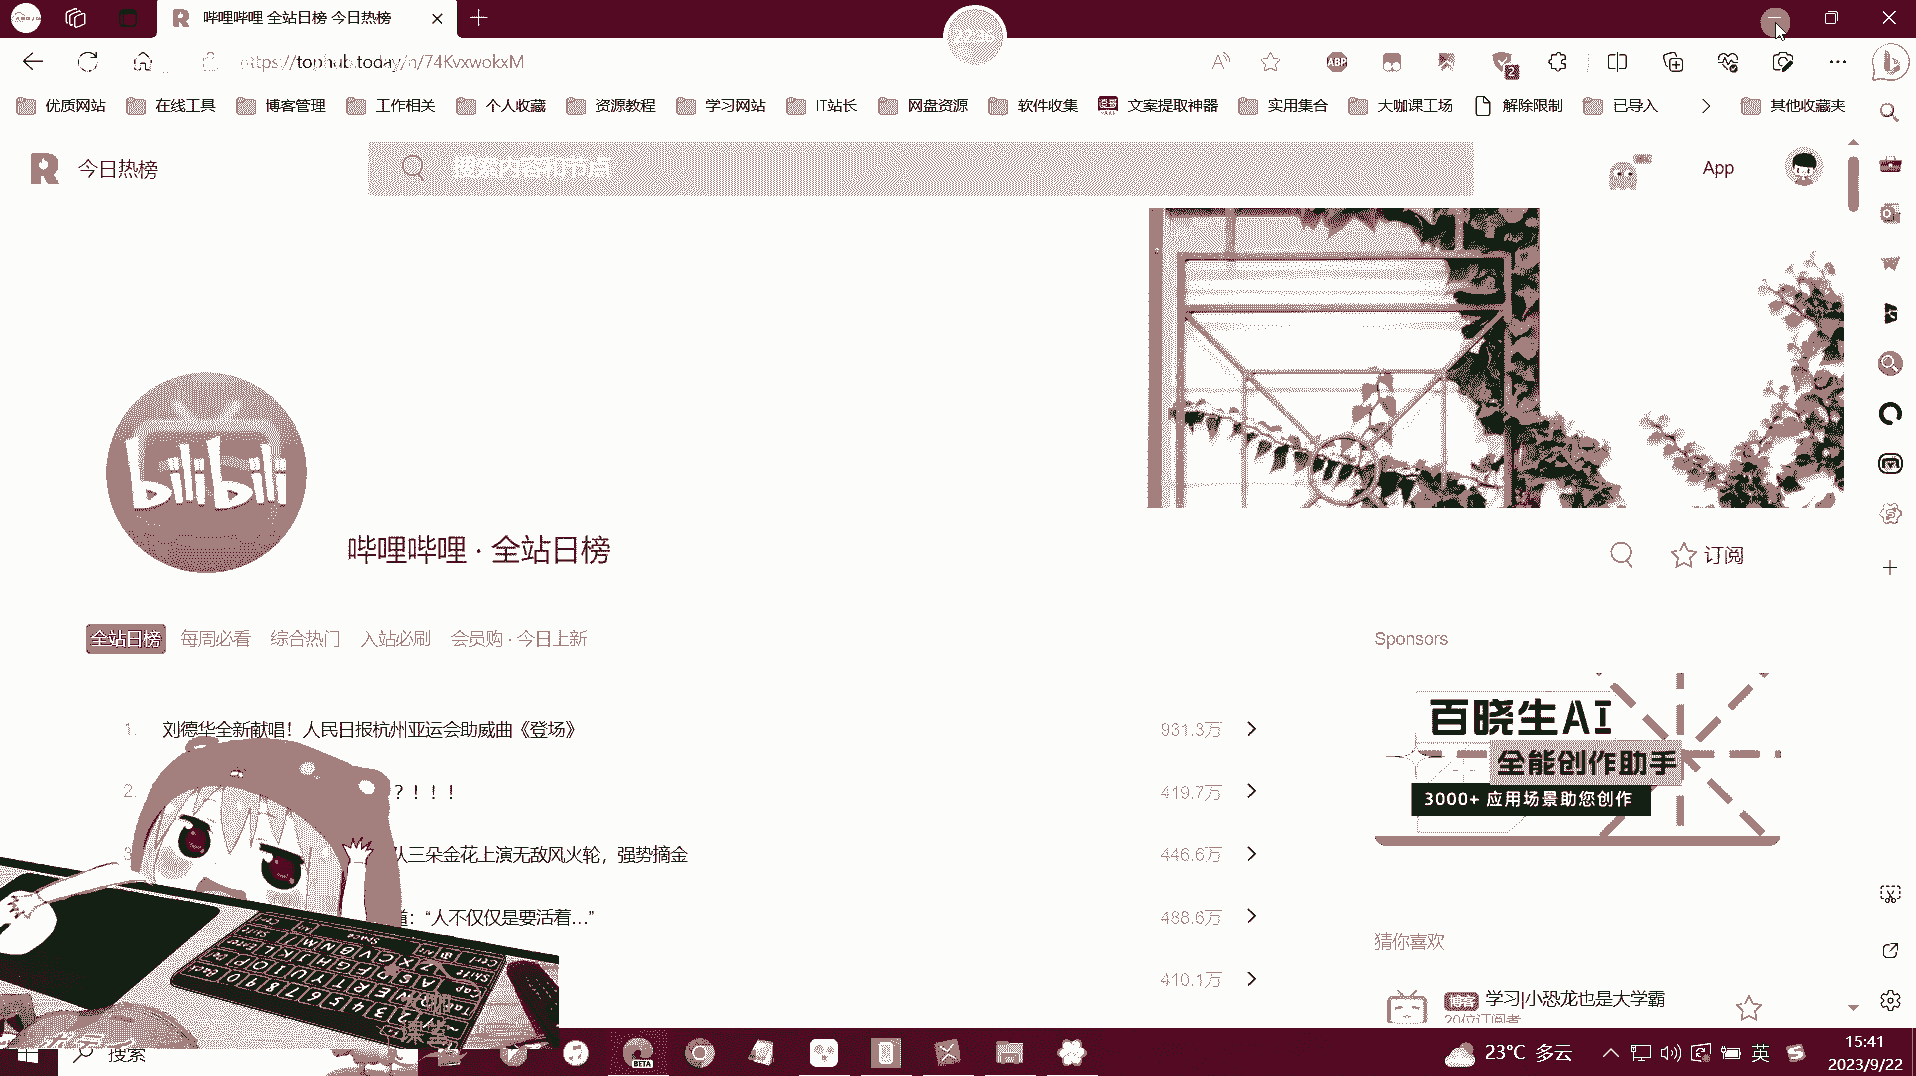 哔哩哔哩 全站日榜 今日热榜
https://tophub.today/n/74KvxwokxM
ABP
2
优质网站
在线工具
博客管理
工作相关
个人收藏
资源教程
学习网站
IT站长
网盘资源
软件收集
文案提取神器
实用集合
大咖课工场
解除限制
已导入
其他收藏夹
今日热榜
搜索内容和节点
App
bilibili
哔哩哔哩 · 全站日榜
订阅
全站日榜
每周必看
综合热门
入站必刷
会员购 · 今日上新
Sponsors
1.
刘德华全新献唱！人民日报杭州亚运会助威曲《登场》
931.3万
2.
？！！！
419.7万
3
队三朵金花上演无敌风火轮，强势摘金
446.6万
：“人不仅仅是要活着…”
488.6万
410.1万
百晓生AI
全能创作助手
3000+ 应用场景助您创作
猜你喜欢
博客
学习|小恐龙也是大学霸
20位订阅者
搜索
BETA
23°C 多云
英
15:41
2023/9/22